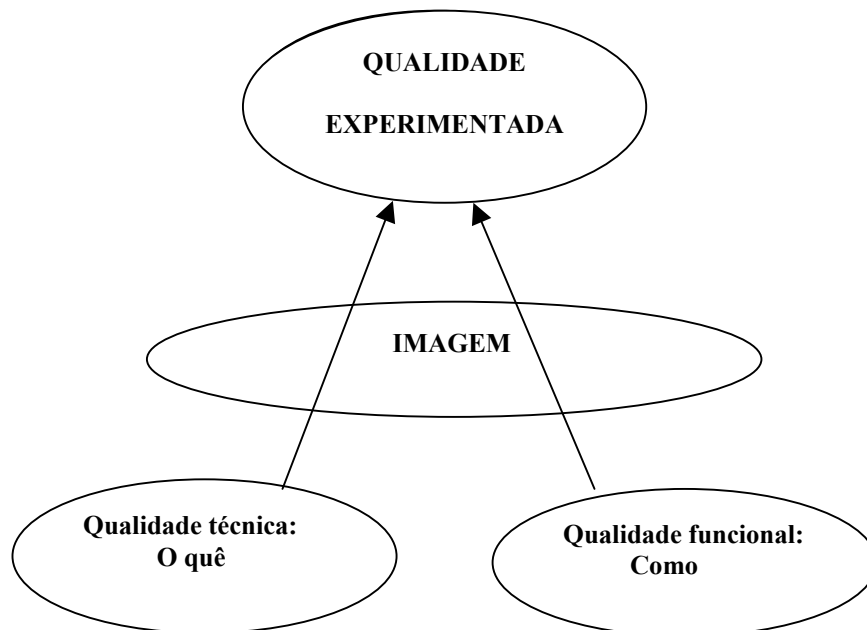 QUALIDADE
EXPERIMENTADA
IMAGEM
Qualidade técnica:
O quê
Qualidade funcional:
Como